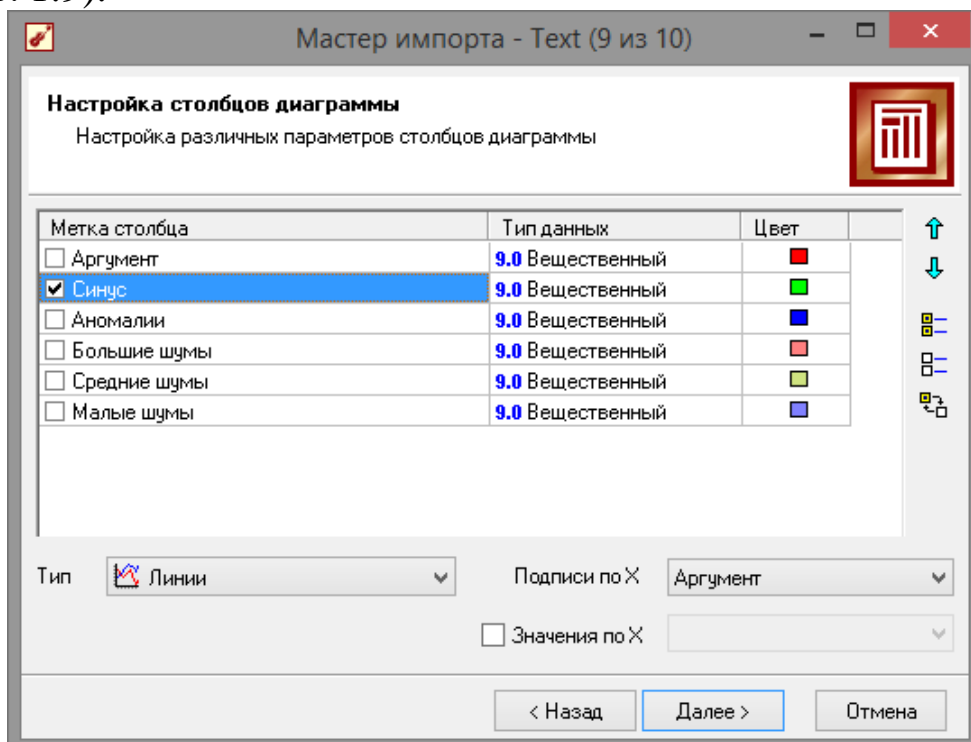 Мастер импорта - Text (9 из 10)
Настройка столбцов диаграммы
Настройка различных параметров столбцов диаграммы
Метка столбца Тип данных Цвет
Аргумент 9.0 Вещественный
Синус 9.0 Вещественный
Аномалии 9.0 Вещественный
Большие шумы 9.0 Вещественный
Средние шумы 9.0 Вещественный
Малые шумы 9.0 Вещественный
Тип Линии Подписи по X Аргумент
Значения по X
< Назад Далее > Отмена